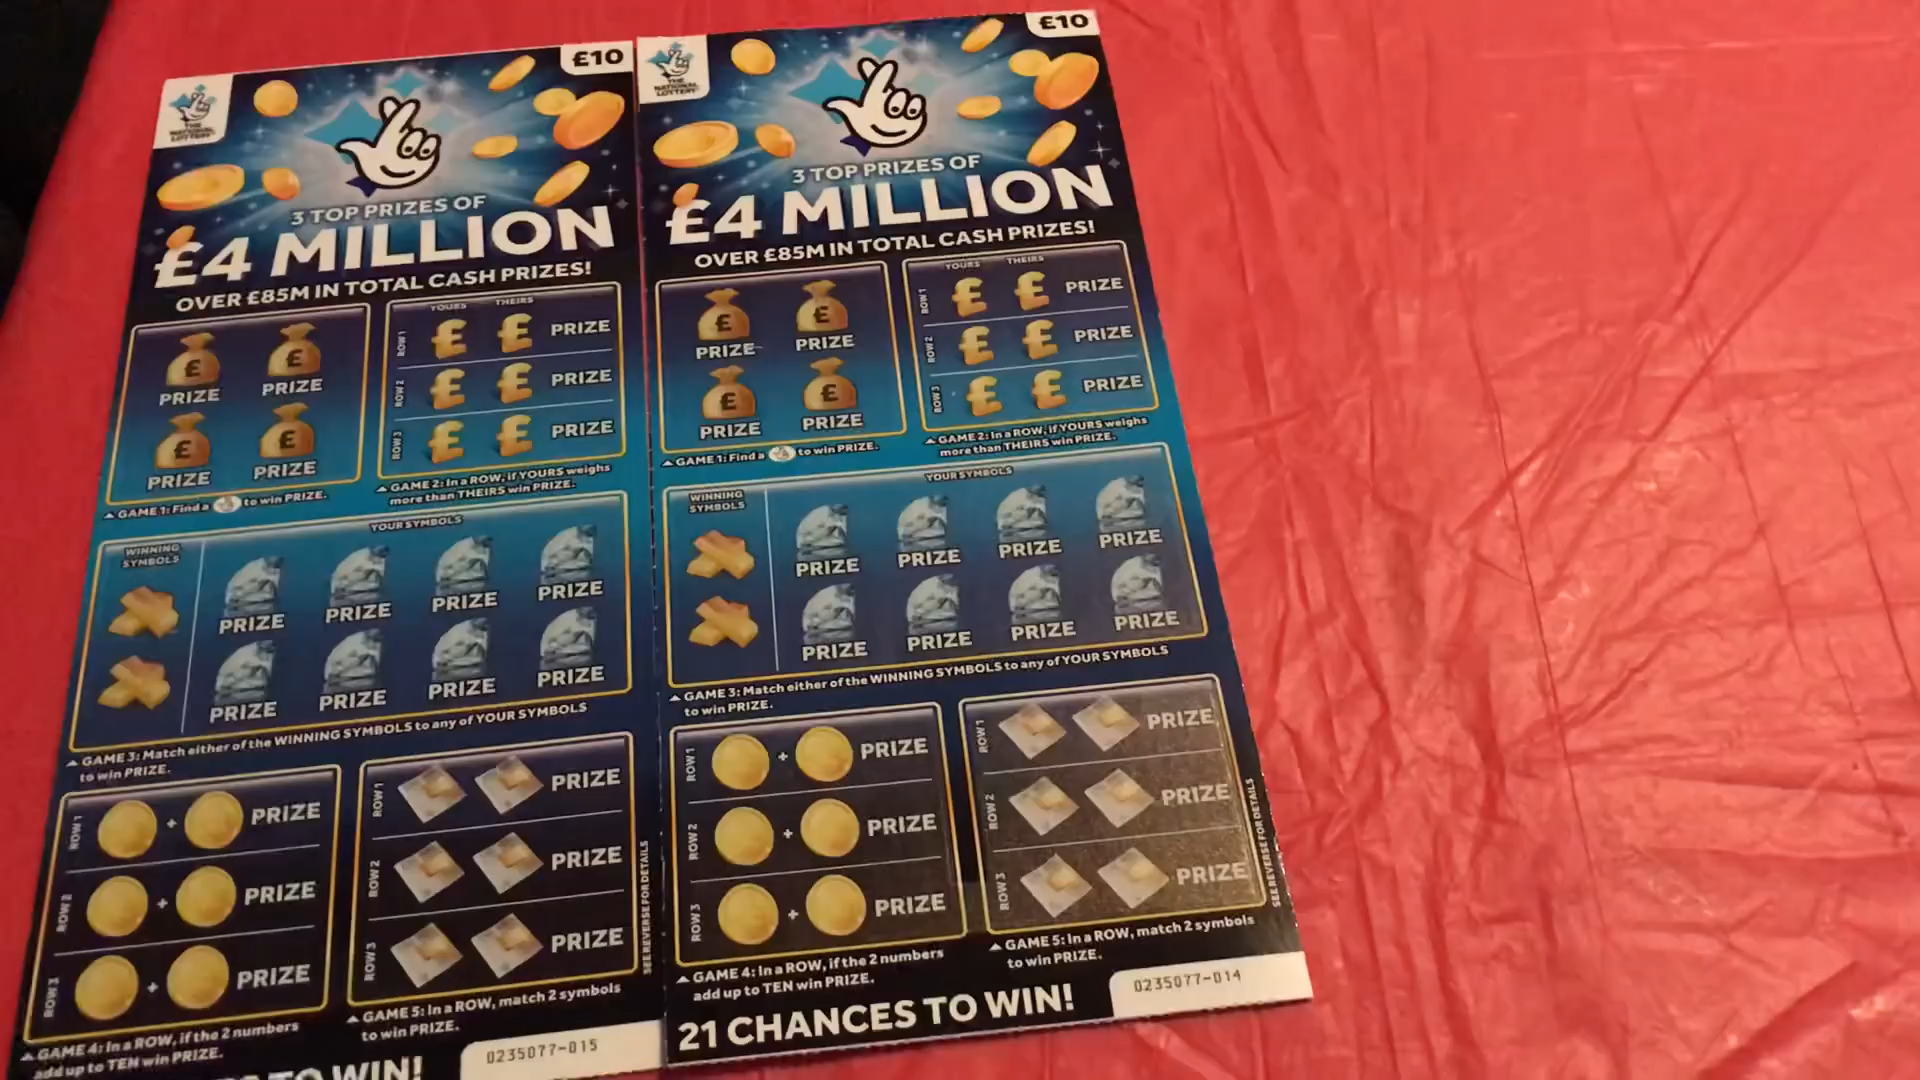 £10
THE
NATIONAL
LOTTERY
3 TOP PRIZES OF
£4 MILLION
OVER £85M IN TOTAL CASH PRIZES!
£ £
PRIZE PRIZE
£ £
PRIZE PRIZE
GAME 1: Find a to win PRIZE.
YOURS THEIRS
ROW 1 £ £ PRIZE
ROW 2 £ £ PRIZE
ROW 3 £ £ PRIZE
GAME 2: In a ROW, if YOURS weighs
more than THEIRS win PRIZE.
WINNING
SYMBOLS
YOUR SYMBOLS
PRIZE PRIZE PRIZE PRIZE
PRIZE PRIZE PRIZE PRIZE
GAME 3: Match either of the WINNING SYMBOLS to any of YOUR SYMBOLS
to win PRIZE.
ROW 1 + PRIZE
ROW 2 + PRIZE
ROW 3 + PRIZE
GAME 4: In a ROW, if the 2 numbers
add up to TEN win PRIZE.
ROW 1 PRIZE
ROW 2 PRIZE
ROW 3 PRIZE
GAME 5: In a ROW, match 2 symbols
to win PRIZE.
SEE REVERSE FOR DETAILS
TO WIN!
0235077-015
£10
THE
NATIONAL
LOTTERY
3 TOP PRIZES OF
£4 MILLION
OVER £85M IN TOTAL CASH PRIZES!
£ £
PRIZE PRIZE
£ £
PRIZE PRIZE
GAME 1: Find a to win PRIZE.
YOURS THEIRS
ROW 1 £ £ PRIZE
ROW 2 £ £ PRIZE
ROW 3 £ £ PRIZE
GAME 2: In a ROW, if YOURS weighs
more than THEIRS win PRIZE.
WINNING
SYMBOLS
YOUR SYMBOLS
PRIZE PRIZE PRIZE PRIZE
PRIZE PRIZE PRIZE PRIZE
GAME 3: Match either of the WINNING SYMBOLS to any of YOUR SYMBOLS
to win PRIZE.
ROW 1 + PRIZE
ROW 2 + PRIZE
ROW 3 + PRIZE
GAME 4: In a ROW, if the 2 numbers
add up to TEN win PRIZE.
ROW 1 PRIZE
ROW 2 PRIZE
ROW 3 PRIZE
GAME 5: In a ROW, match 2 symbols
to win PRIZE.
SEE REVERSE FOR DETAILS
21 CHANCES TO WIN!
0235077-014